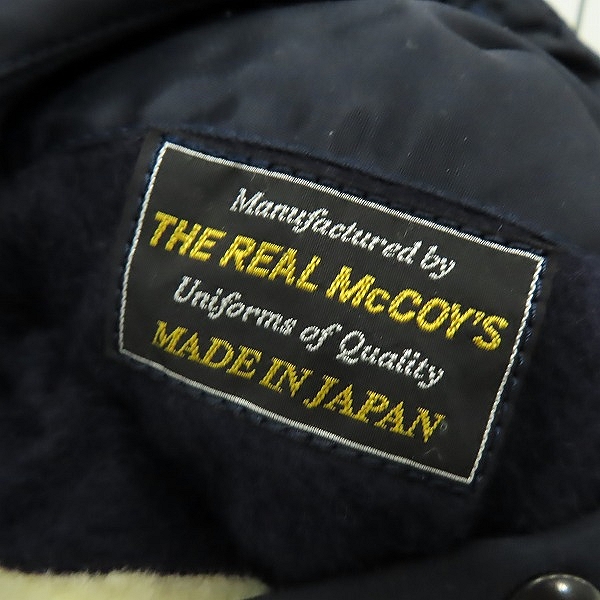 Manufactured by
THE REAL McCOY'S
Uniforms of Quality
MADE IN JAPAN